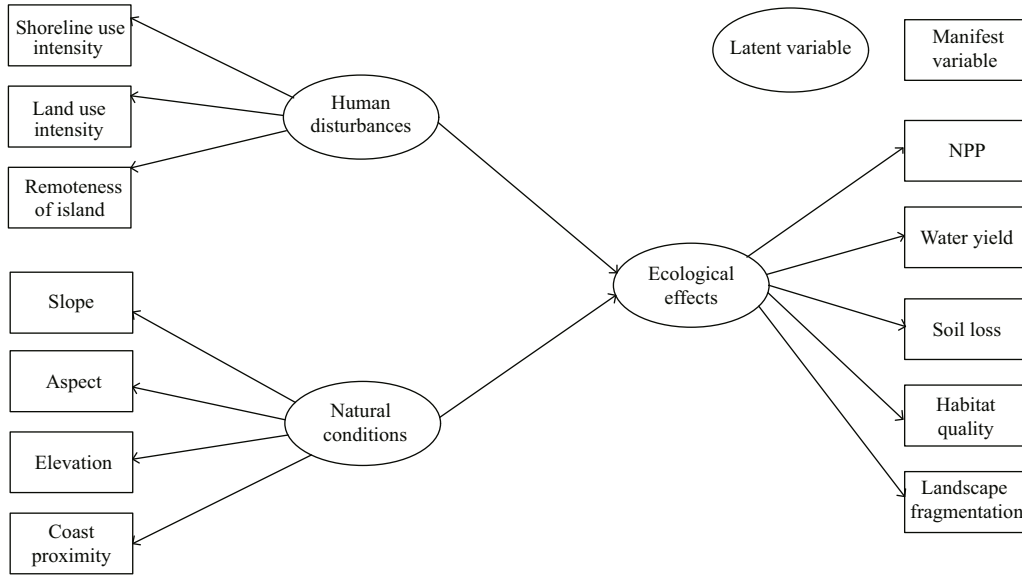 Shoreline use
intensity
Land use
intensity
Remoteness
of island
Slope
Aspect
Elevation
Coast
proximity
Human
disturbances
Natural
conditions
Ecological
effects
Latent variable
Manifest
variable
NPP
Water yield
Soil loss
Habitat
quality
Landscape
fragmentation